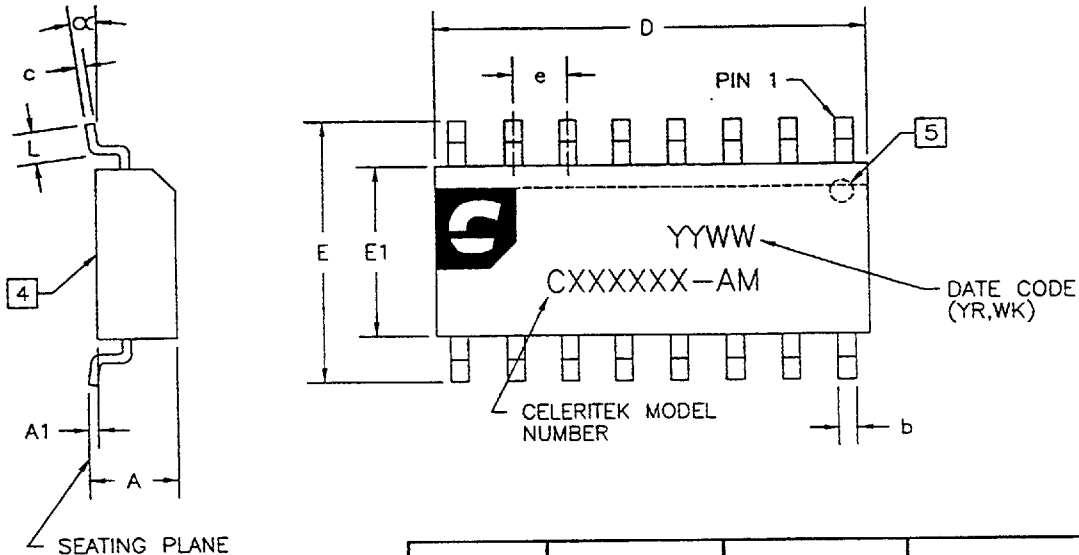 α
D
c
e
PIN 1
L
5
E
E1
YYWW
4
CXXXXXX-AM
DATE CODE
(YR,WK)
CELERITEK MODEL
NUMBER
A1
b
A
SEATING PLANE